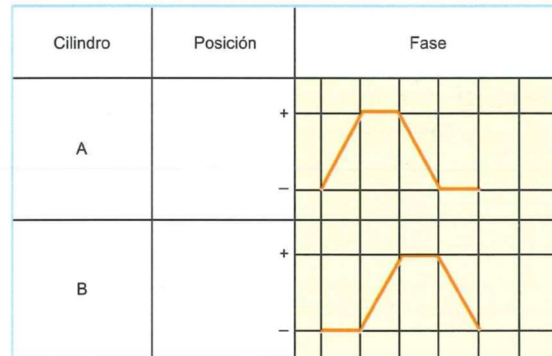 Cilindro Posición Fase
+
A
–
+
B
–